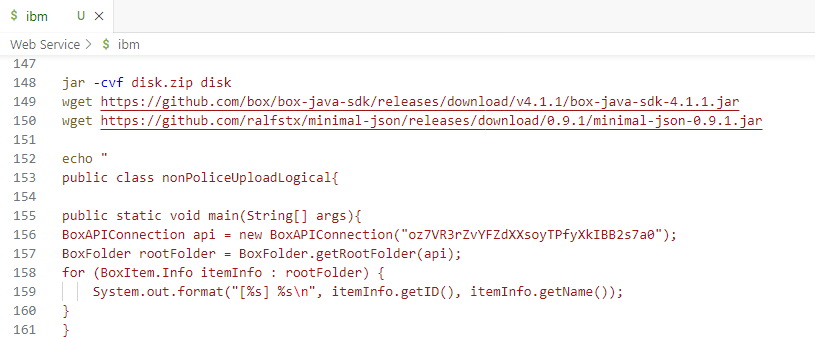 $ ibm U ×
Web Service > $ ibm
147
148 jar -cvf disk.zip disk
149 wget https://github.com/box/box-java-sdk/releases/download/v4.1.1/box-java-sdk-4.1.1.jar
150 wget https://github.com/ralfstx/minimal-json/releases/download/0.9.1/minimal-json-0.9.1.jar
151
152 echo "
153 public class nonPoliceUploadLogical{
154
155 public static void main(String[] args){
156 BoxAPIConnection api = new BoxAPIConnection("oz7VR3rZvYFZdXXsoyTPfyXkIBB2s7a0");
157 BoxFolder rootFolder = BoxFolder.getRootFolder(api);
158 for (BoxItem.Info itemInfo : rootFolder) {
159     System.out.format("[%s] %s\n", itemInfo.getID(), itemInfo.getName());
160 }
161 }